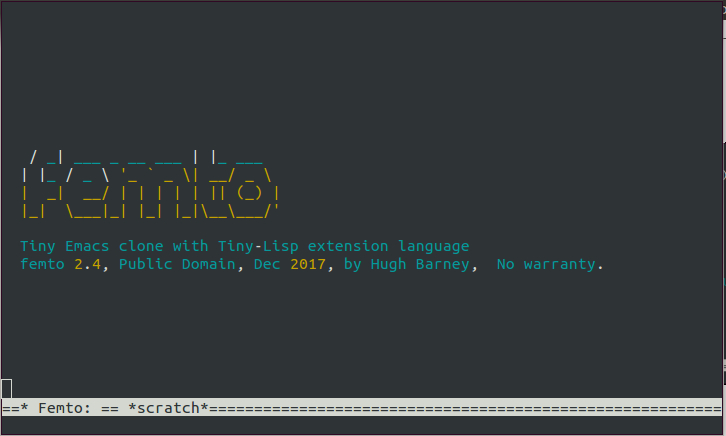 / _| ___ _ __ ___ | |_ ___
| |_ / _ \ '_ ` _ \| __/ _ \
|  _|  __/ | | | | | || (_) |
|_|  \___|_| |_| |_|\__\___/'
Tiny Emacs clone with Tiny-Lisp extension language
femto 2.4, Public Domain, Dec 2017, by Hugh Barney,  No warranty.
==* Femto: == *scratch*=========================================================